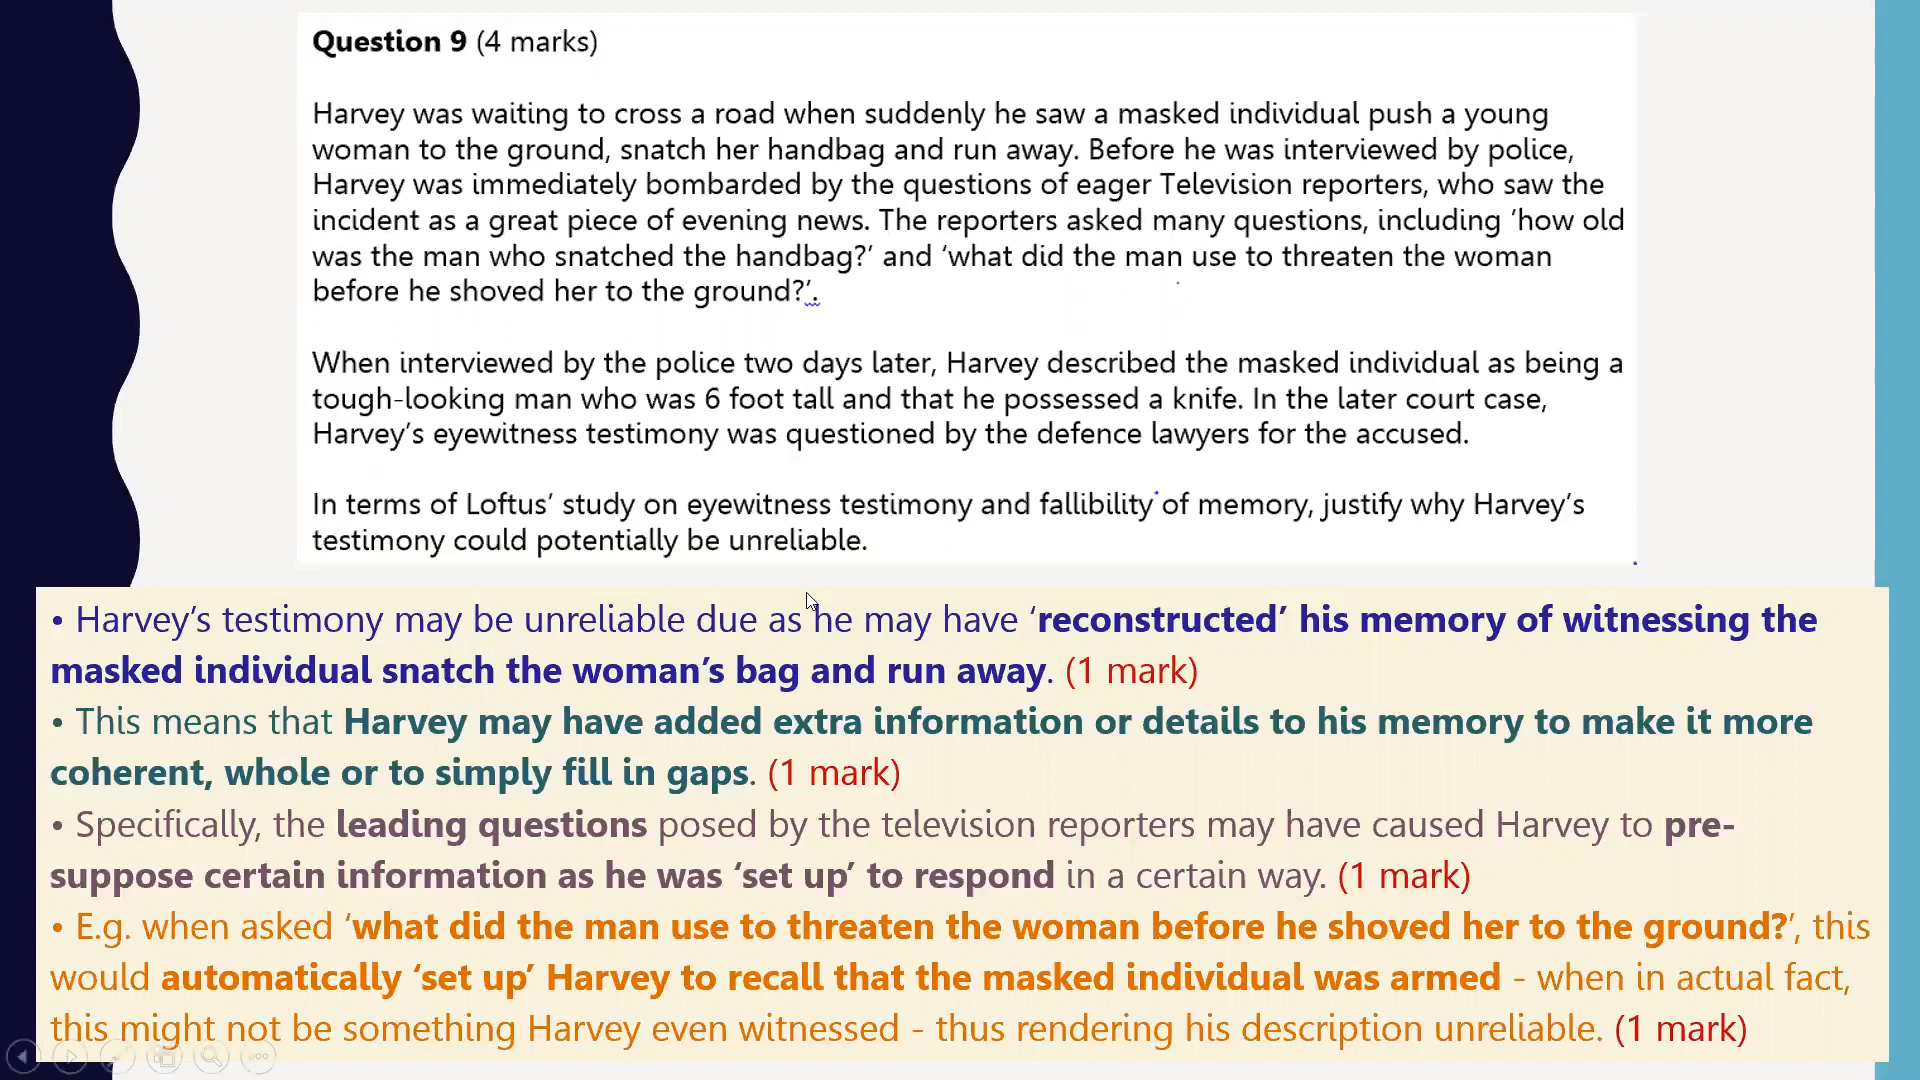 Question 9 (4 marks)
Harvey was waiting to cross a road when suddenly he saw a masked individual push a young
woman to the ground, snatch her handbag and run away. Before he was interviewed by police,
Harvey was immediately bombarded by the questions of eager Television reporters, who saw the
incident as a great piece of evening news. The reporters asked many questions, including ’how old
was the man who snatched the handbag?’ and ‘what did the man use to threaten the woman
before he shoved her to the ground?’.
When interviewed by the police two days later, Harvey described the masked individual as being a
tough-looking man who was 6 foot tall and that he possessed a knife. In the later court case,
Harvey’s eyewitness testimony was questioned by the defence lawyers for the accused.
In terms of Loftus’ study on eyewitness testimony and fallibility of memory, justify why Harvey’s
testimony could potentially be unreliable.
• Harvey’s testimony may be unreliable due as he may have ‘reconstructed’ his memory of witnessing the
masked individual snatch the woman’s bag and run away. (1 mark)
• This means that Harvey may have added extra information or details to his memory to make it more
coherent, whole or to simply fill in gaps. (1 mark)
• Specifically, the leading questions posed by the television reporters may have caused Harvey to pre-
suppose certain information as he was ‘set up’ to respond in a certain way. (1 mark)
• E.g. when asked ‘what did the man use to threaten the woman before he shoved her to the ground?’, this
would automatically ‘set up’ Harvey to recall that the masked individual was armed - when in actual fact,
this might not be something Harvey even witnessed - thus rendering his description unreliable. (1 mark)